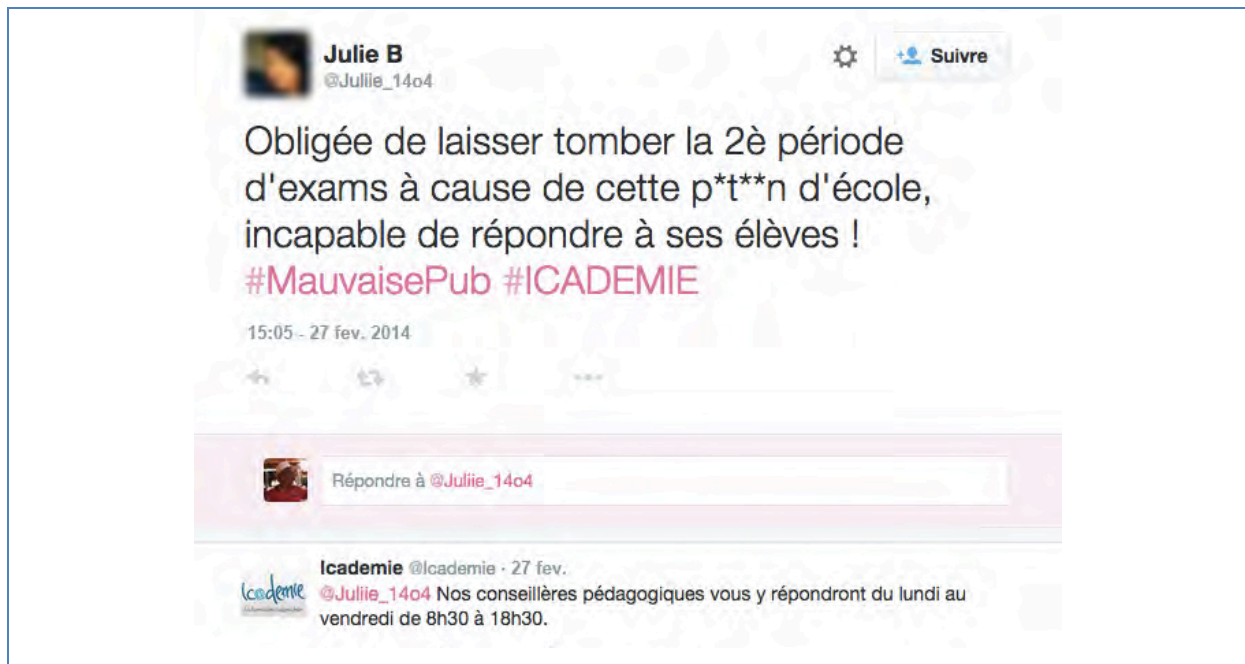 Julie B
@Juliie_14o4
Suivre
Obligée de laisser tomber la 2è période
d'exams à cause de cette p*t**n d'école,
incapable de répondre à ses élèves !
#MauvaisePub #ICADEMIE
15:05 - 27 fev. 2014
Répondre à @Juliie_14o4
Icademie @Icademie · 27 fev.
Icademie
@Juliie_14o4 Nos conseillères pédagogiques vous y répondront du lundi au
vendredi de 8h30 à 18h30.